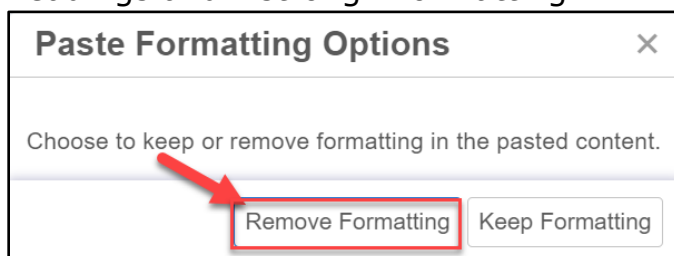 Paste Formatting Options ×
Choose to keep or remove formatting in the pasted content.
Remove Formatting Keep Formatting